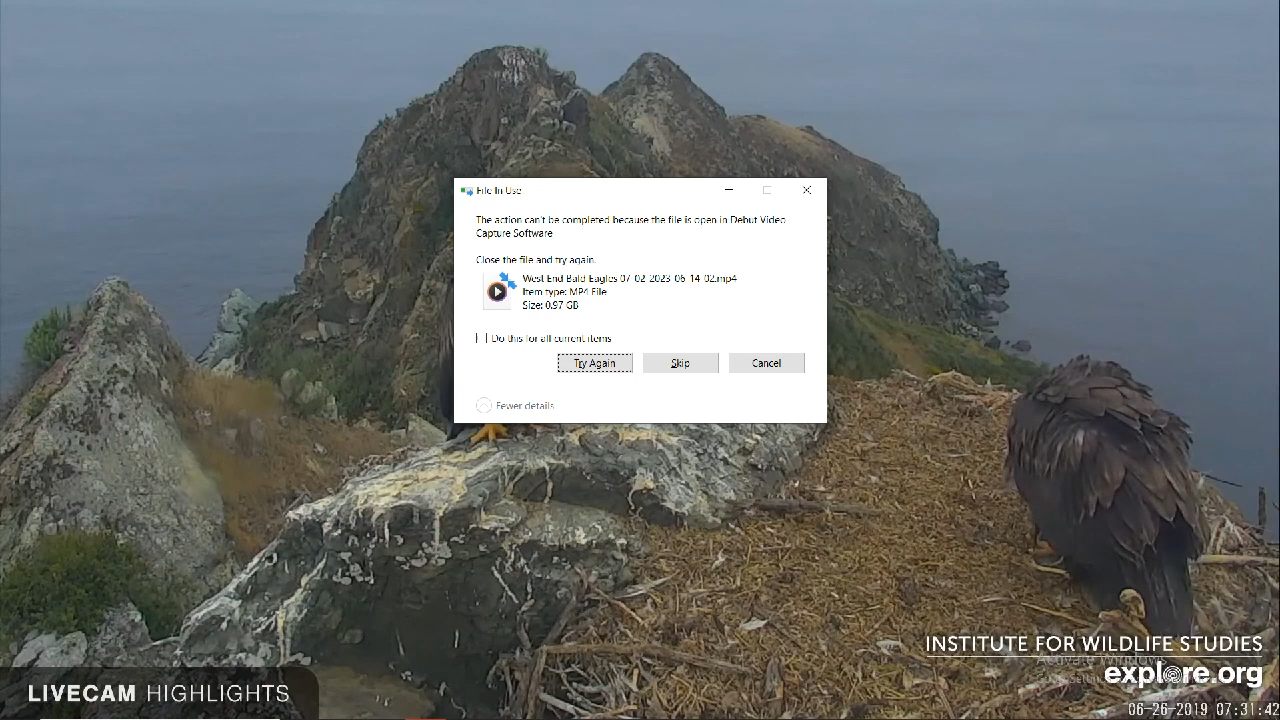 File In Use
The action can't be completed because the file is open in Debut Video
Capture Software
Close the file and try again.
West End Bald Eagles 07-02-2023-06-14-02.mp4
Item type: MP4 File
Size: 0.97 GB
Do this for all current items
Try Again
Skip
Cancel
Fewer details
INSTITUTE FOR WILDLIFE STUDIES
Activate Windows
explore.org
LIVECAM HIGHLIGHTS
06-26-2019 07:31:42